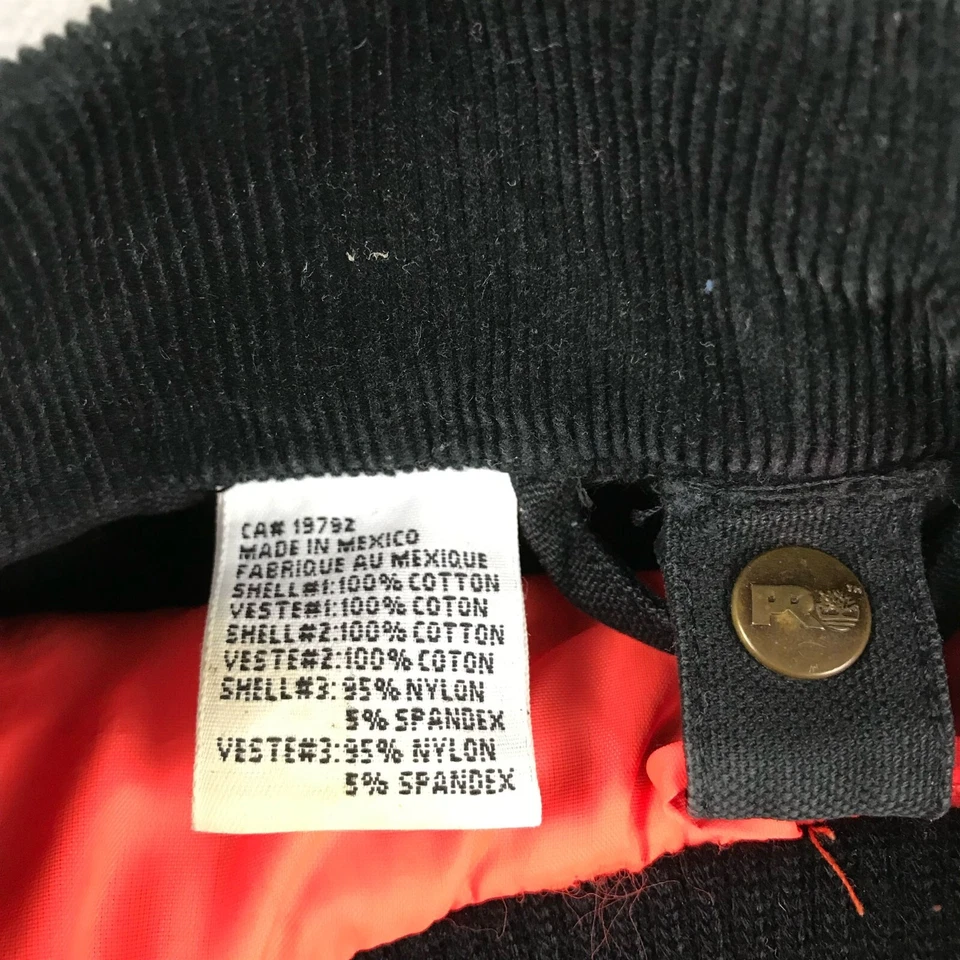 CA# 19792
MADE IN MEXICO
FABRIQUE AU MEXIQUE
SHELL#1:100% COTTON
VESTE#1:100% COTON
SHELL#2:100% COTTON
VESTE#2:100% COTON
SHELL#3:95% NYLON
5% SPANDEX
VESTE#3:95% NYLON
5% SPANDEX
R